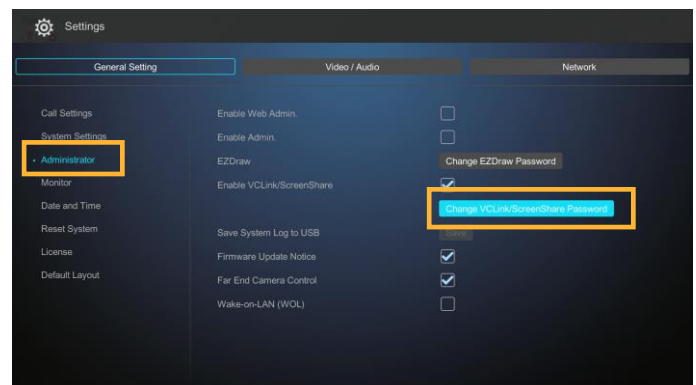 Settings
General Setting
Video / Audio
Network
Call Settings
System Settings
Administrator
Monitor
Date and Time
Reset System
License
Default Layout
Enable Web Admin.
Enable Admin.
EZDraw
Change EZDraw Password
Enable VCLink/ScreenShare
Change VCLink/ScreenShare Password
Save System Log to USB
Save
Firmware Update Notice
Far End Camera Control
Wake-on-LAN (WOL)